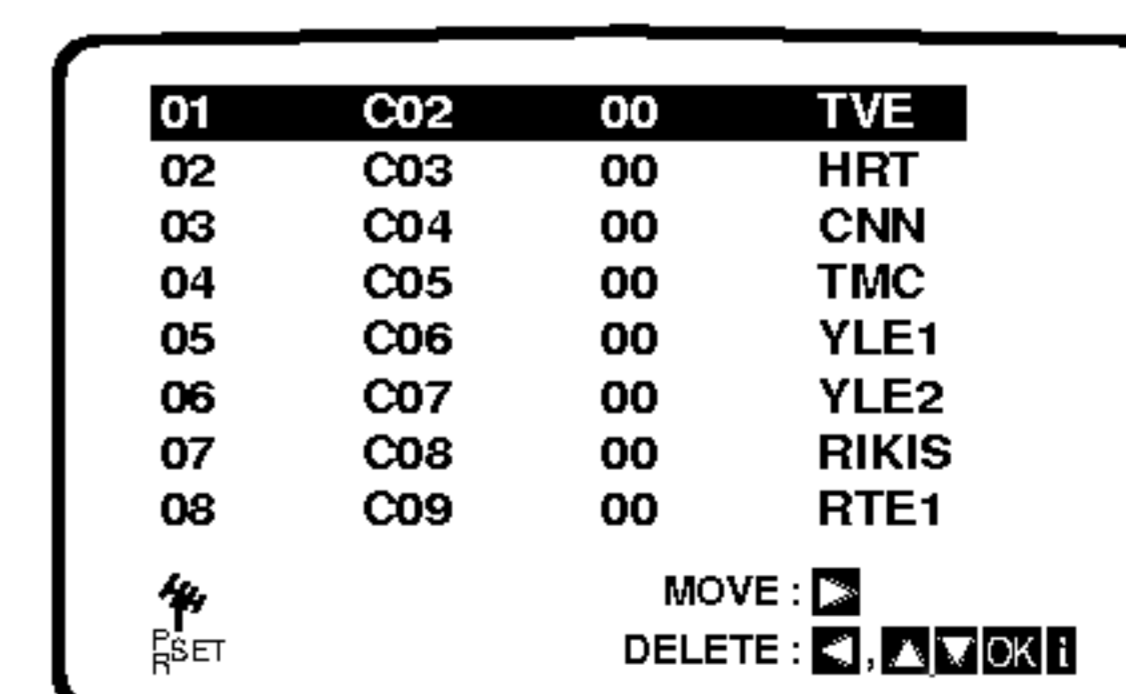 01 C02 00 TVE
02 C03 00 HRT
03 C04 00 CNN
04 C05 00 TMC
05 C06 00 YLE1
06 C07 00 YLE2
07 C08 00 RIKIS
08 C09 00 RTE1
MOVE : ▷
PR SET DELETE : ◁ , △ ▽ OK i